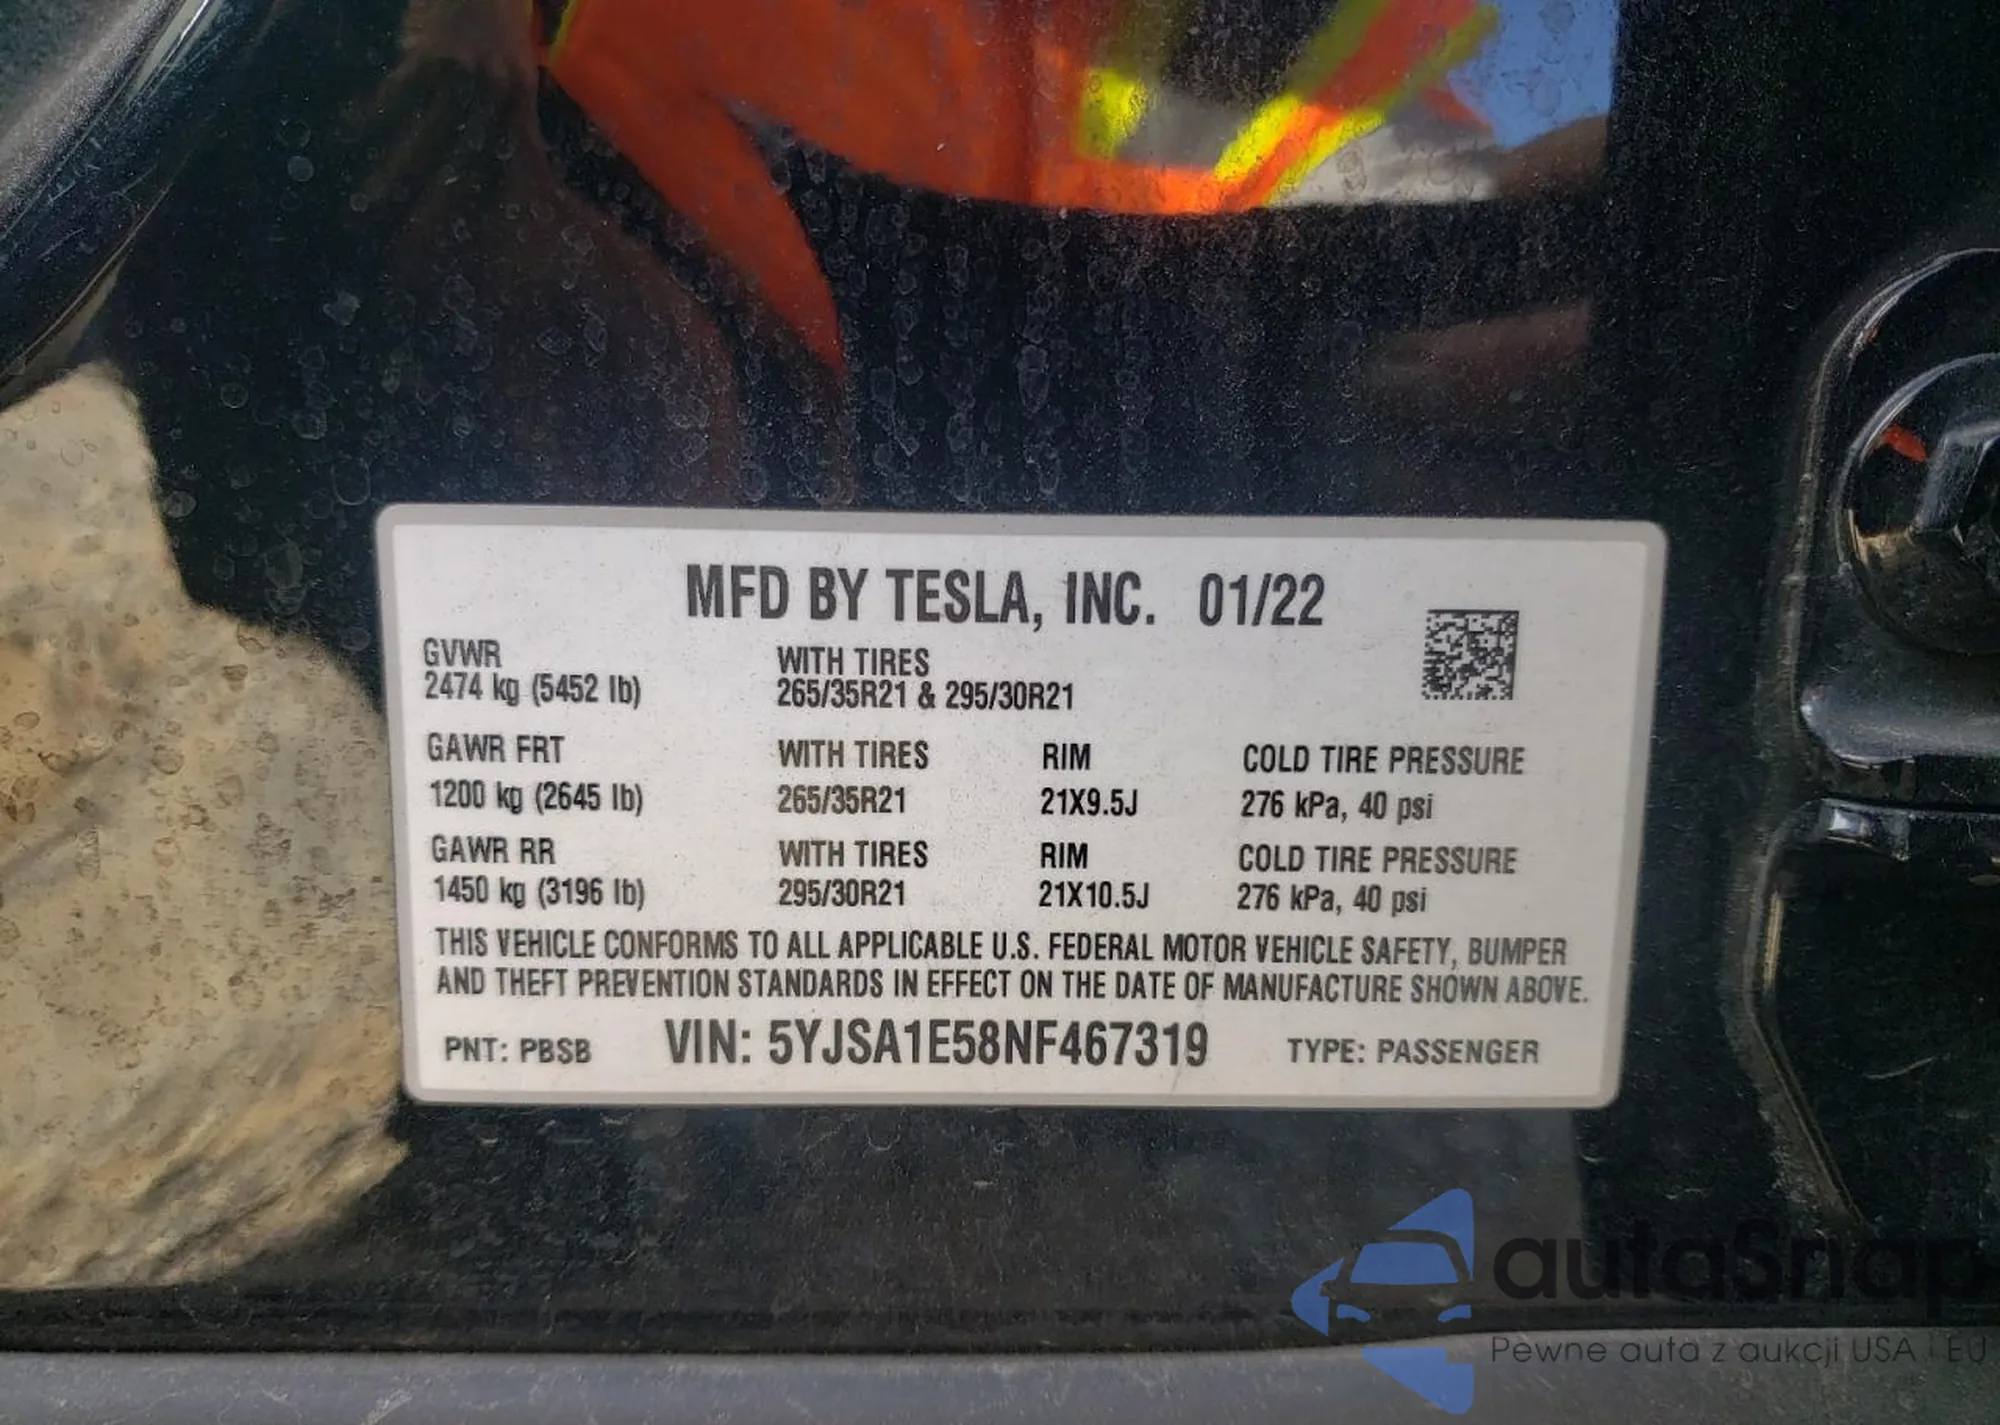 MFD BY TESLA, INC. 01/22
GVWR WITH TIRES
2474 kg (5452 lb) 265/35R21 & 295/30R21
GAWR FRT WITH TIRES RIM COLD TIRE PRESSURE
1200 kg (2645 lb) 265/35R21 21X9.5J 276 kPa, 40 psi
GAWR RR WITH TIRES RIM COLD TIRE PRESSURE
1450 kg (3196 lb) 295/30R21 21X10.5J 276 kPa, 40 psi
THIS VEHICLE CONFORMS TO ALL APPLICABLE U.S. FEDERAL MOTOR VEHICLE SAFETY, BUMPER
AND THEFT PREVENTION STANDARDS IN EFFECT ON THE DATE OF MANUFACTURE SHOWN ABOVE.
PNT: PBSB VIN: 5YJSA1E58NF467319 TYPE: PASSENGER
autaSnap
Pewne auta z aukcji USA i EU